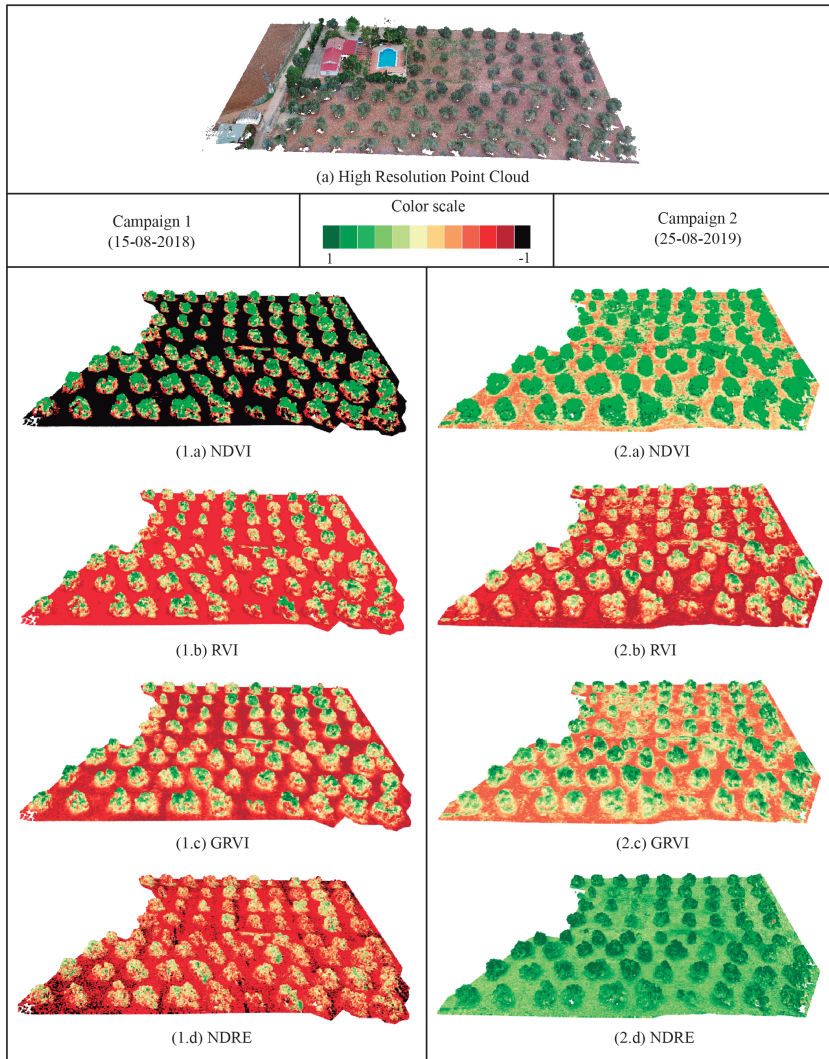 (a) High Resolution Point Cloud
Campaign 1
(15-08-2018)
Color scale
1
-1
Campaign 2
(25-08-2019)
(1.a) NDVI
(2.a) NDVI
(1.b) RVI
(2.b) RVI
(1.c) GRVI
(2.c) GRVI
(1.d) NDRE
(2.d) NDRE